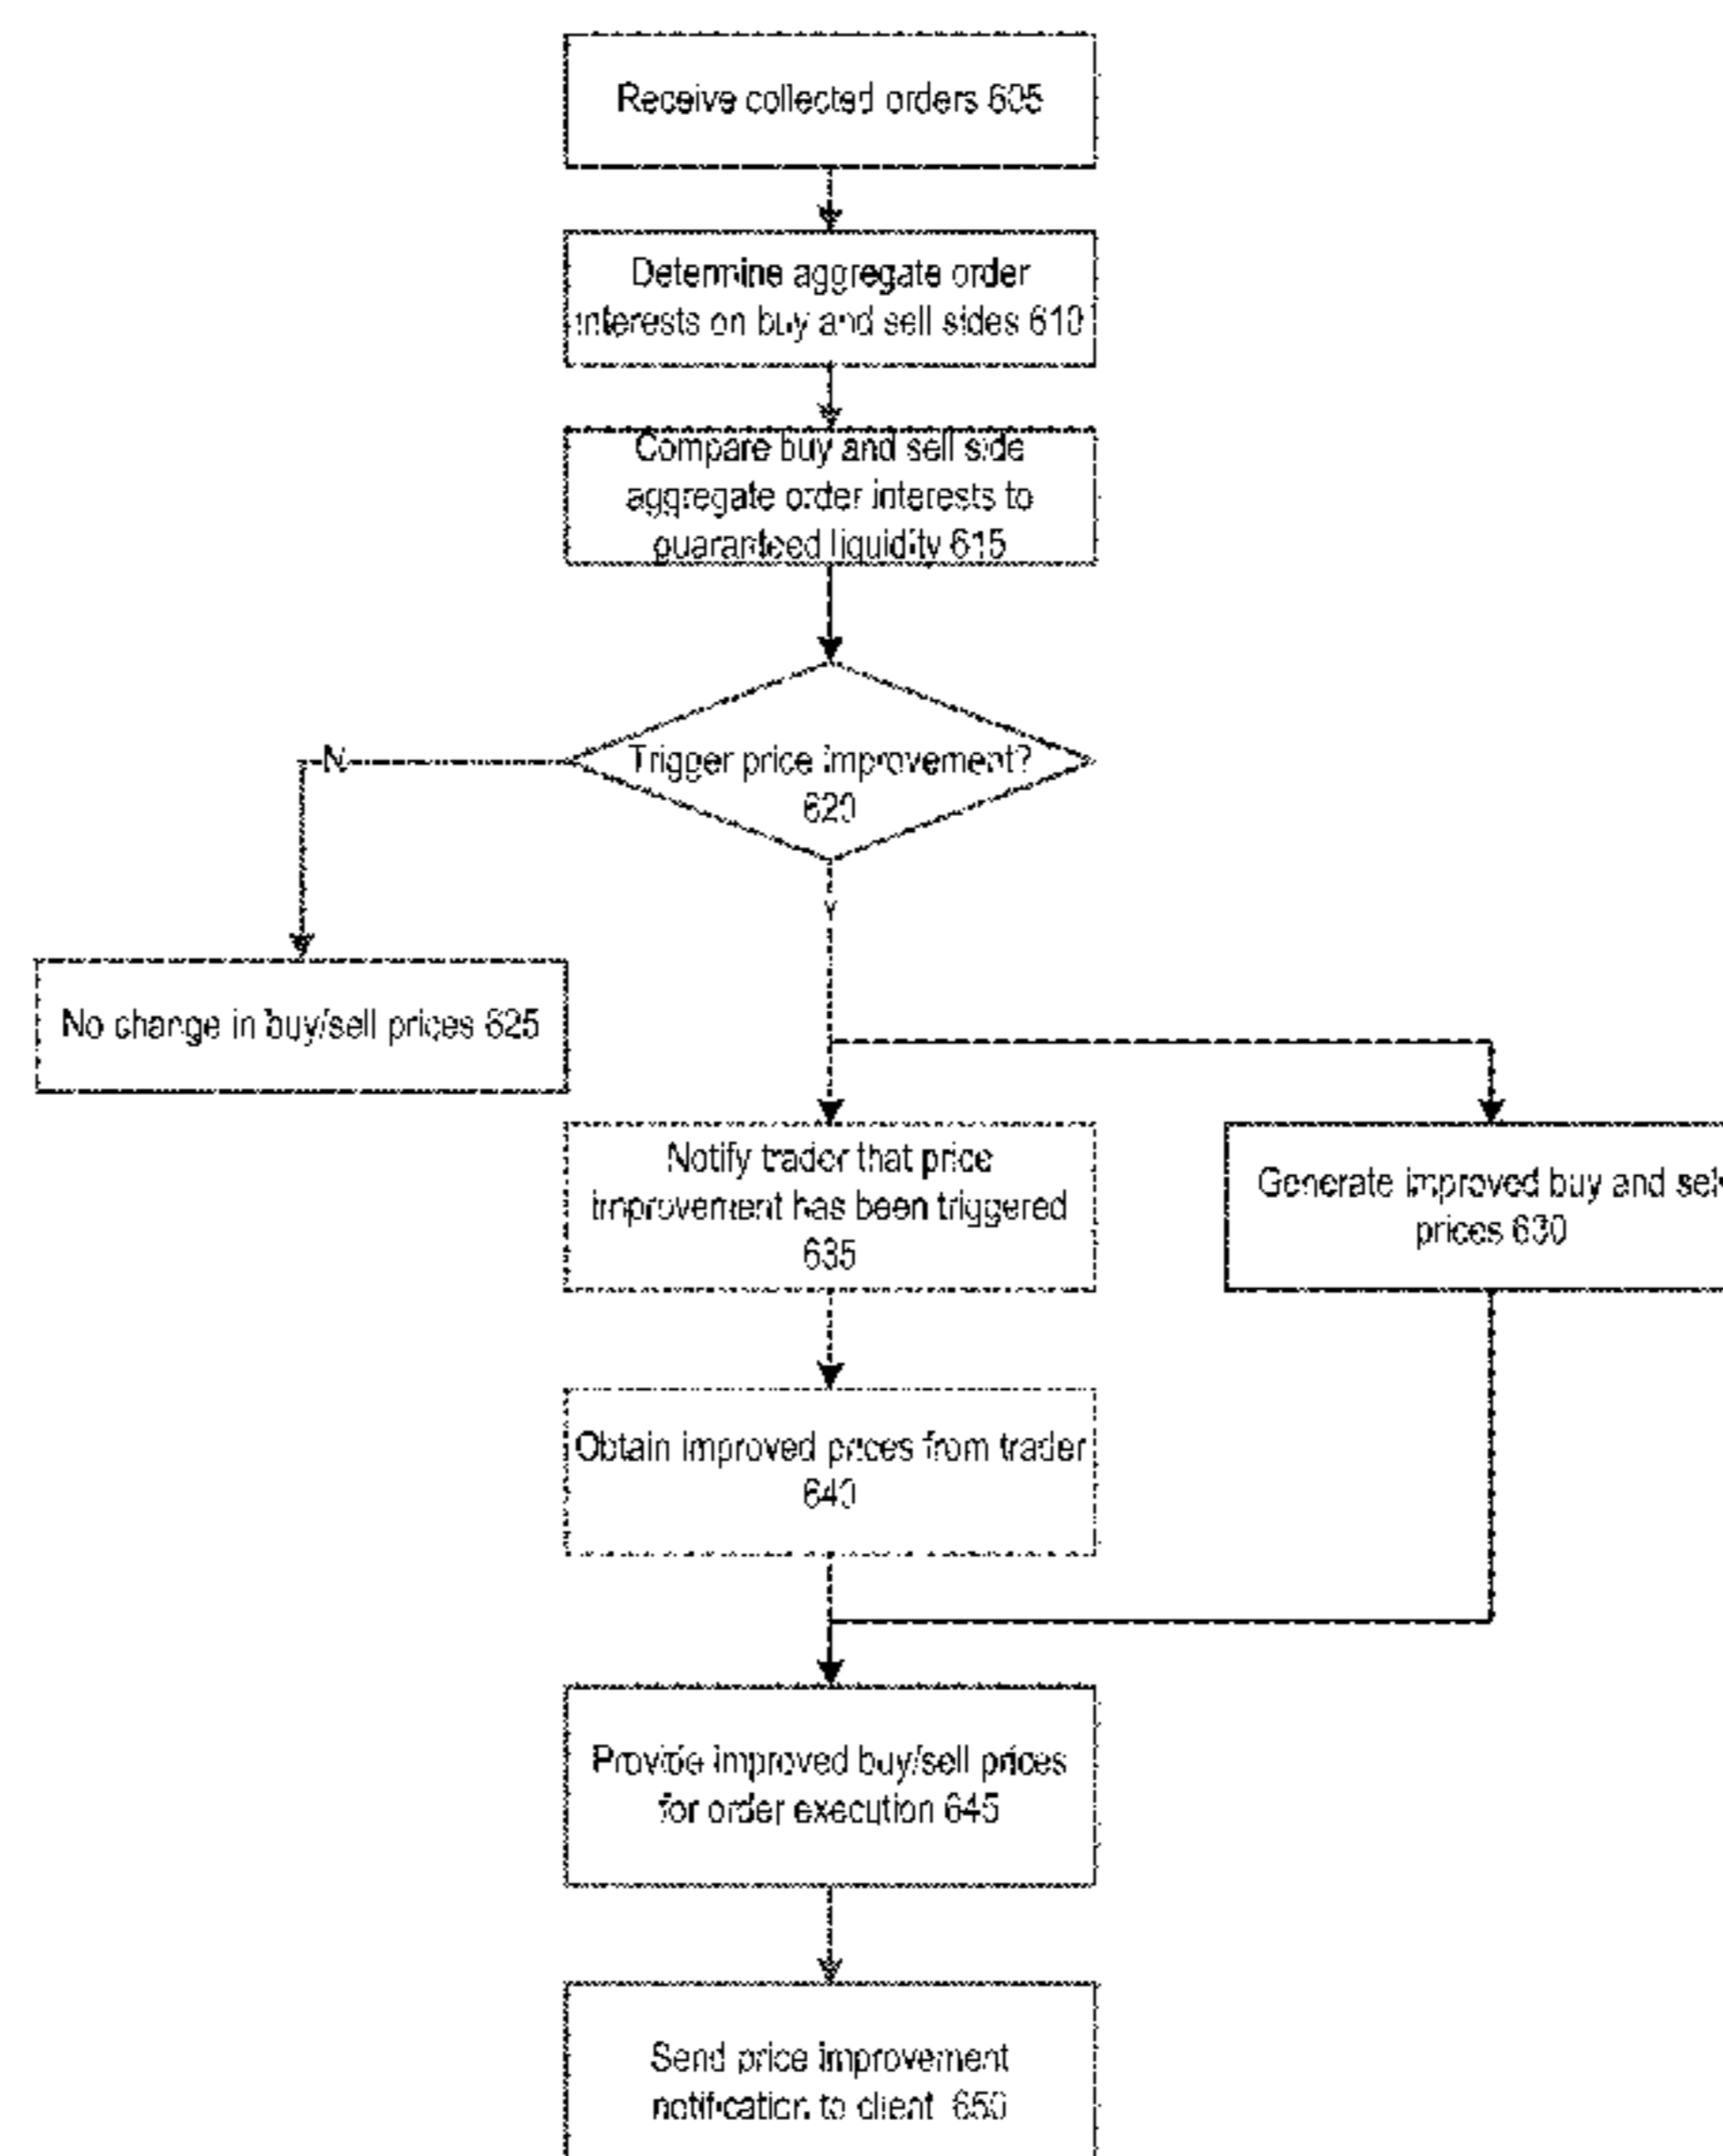 Receive collected orders 605
Determine aggregate order
interests on buy and sell sides 610
Compare buy and sell side
aggregate order interests to
guaranteed liquidity 615
Trigger price improvement?
620
N
Y
No change in buy/sell prices 625
Notify trader that price
improvement has been triggered
635
Generate improved buy and sell
prices 630
Obtain improved prices from trader
640
Provide improved buy/sell prices
for order execution 645
Send price improvement
notification to client 650